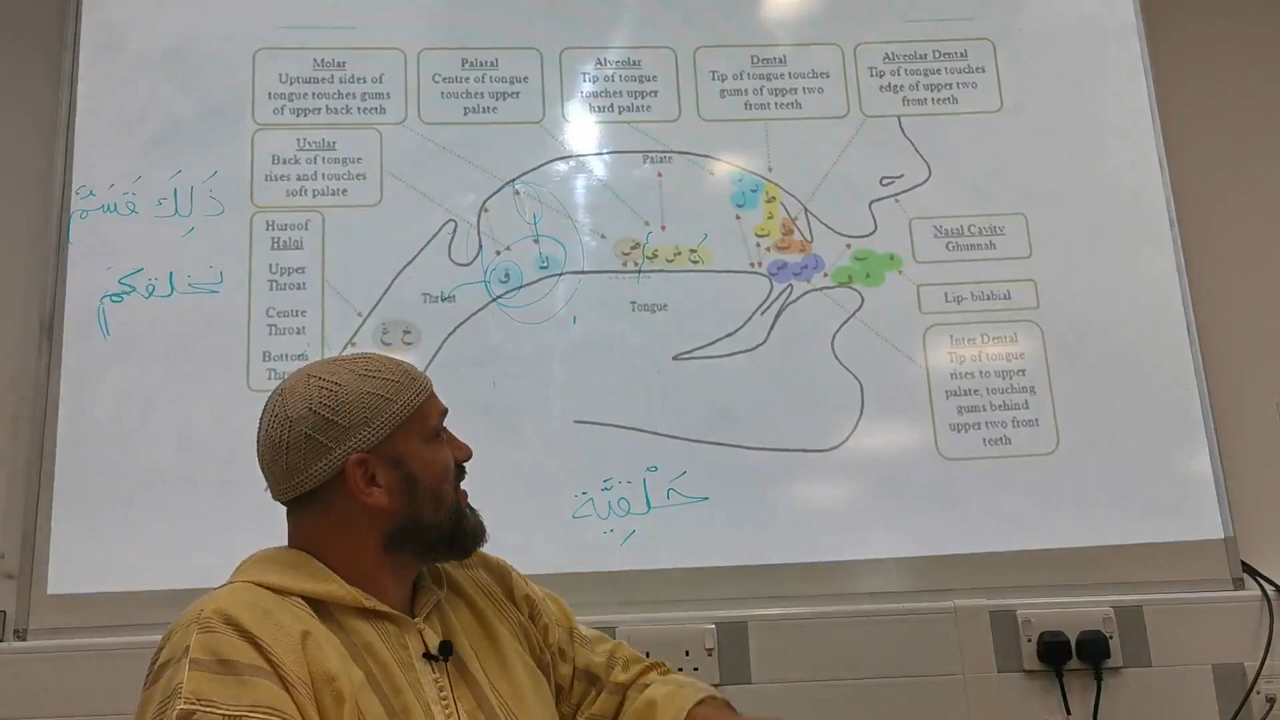 Molar
Upturned sides of
tongue touches gums
of upper back teeth
Palatal
Centre of tongue
touches upper
palate
Alveolar
Tip of tongue
touches upper
hard palate
Dental
Tip of tongue touches
gums of upper two
front teeth
Alveolar Dental
Tip of tongue touches
edge of upper two
front teeth
Uvular
Back of tongue
rises and touches
soft palate
Palate
ذَلِكَ قَسَمٌ
نخلقكم
Huroof
Halqi
Upper
Throat
Centre
Throat
Bottom
Throat
غ خ
ق
ك
ض
ي ش ج
ط
د
ت
Tongue
Nasal Cavity
Ghunnah
Lip- bilabial
Inter Dental
Tip of tongue
rises to upper
palate, touching
gums behind
upper two front
teeth
حَلْقِيَّة